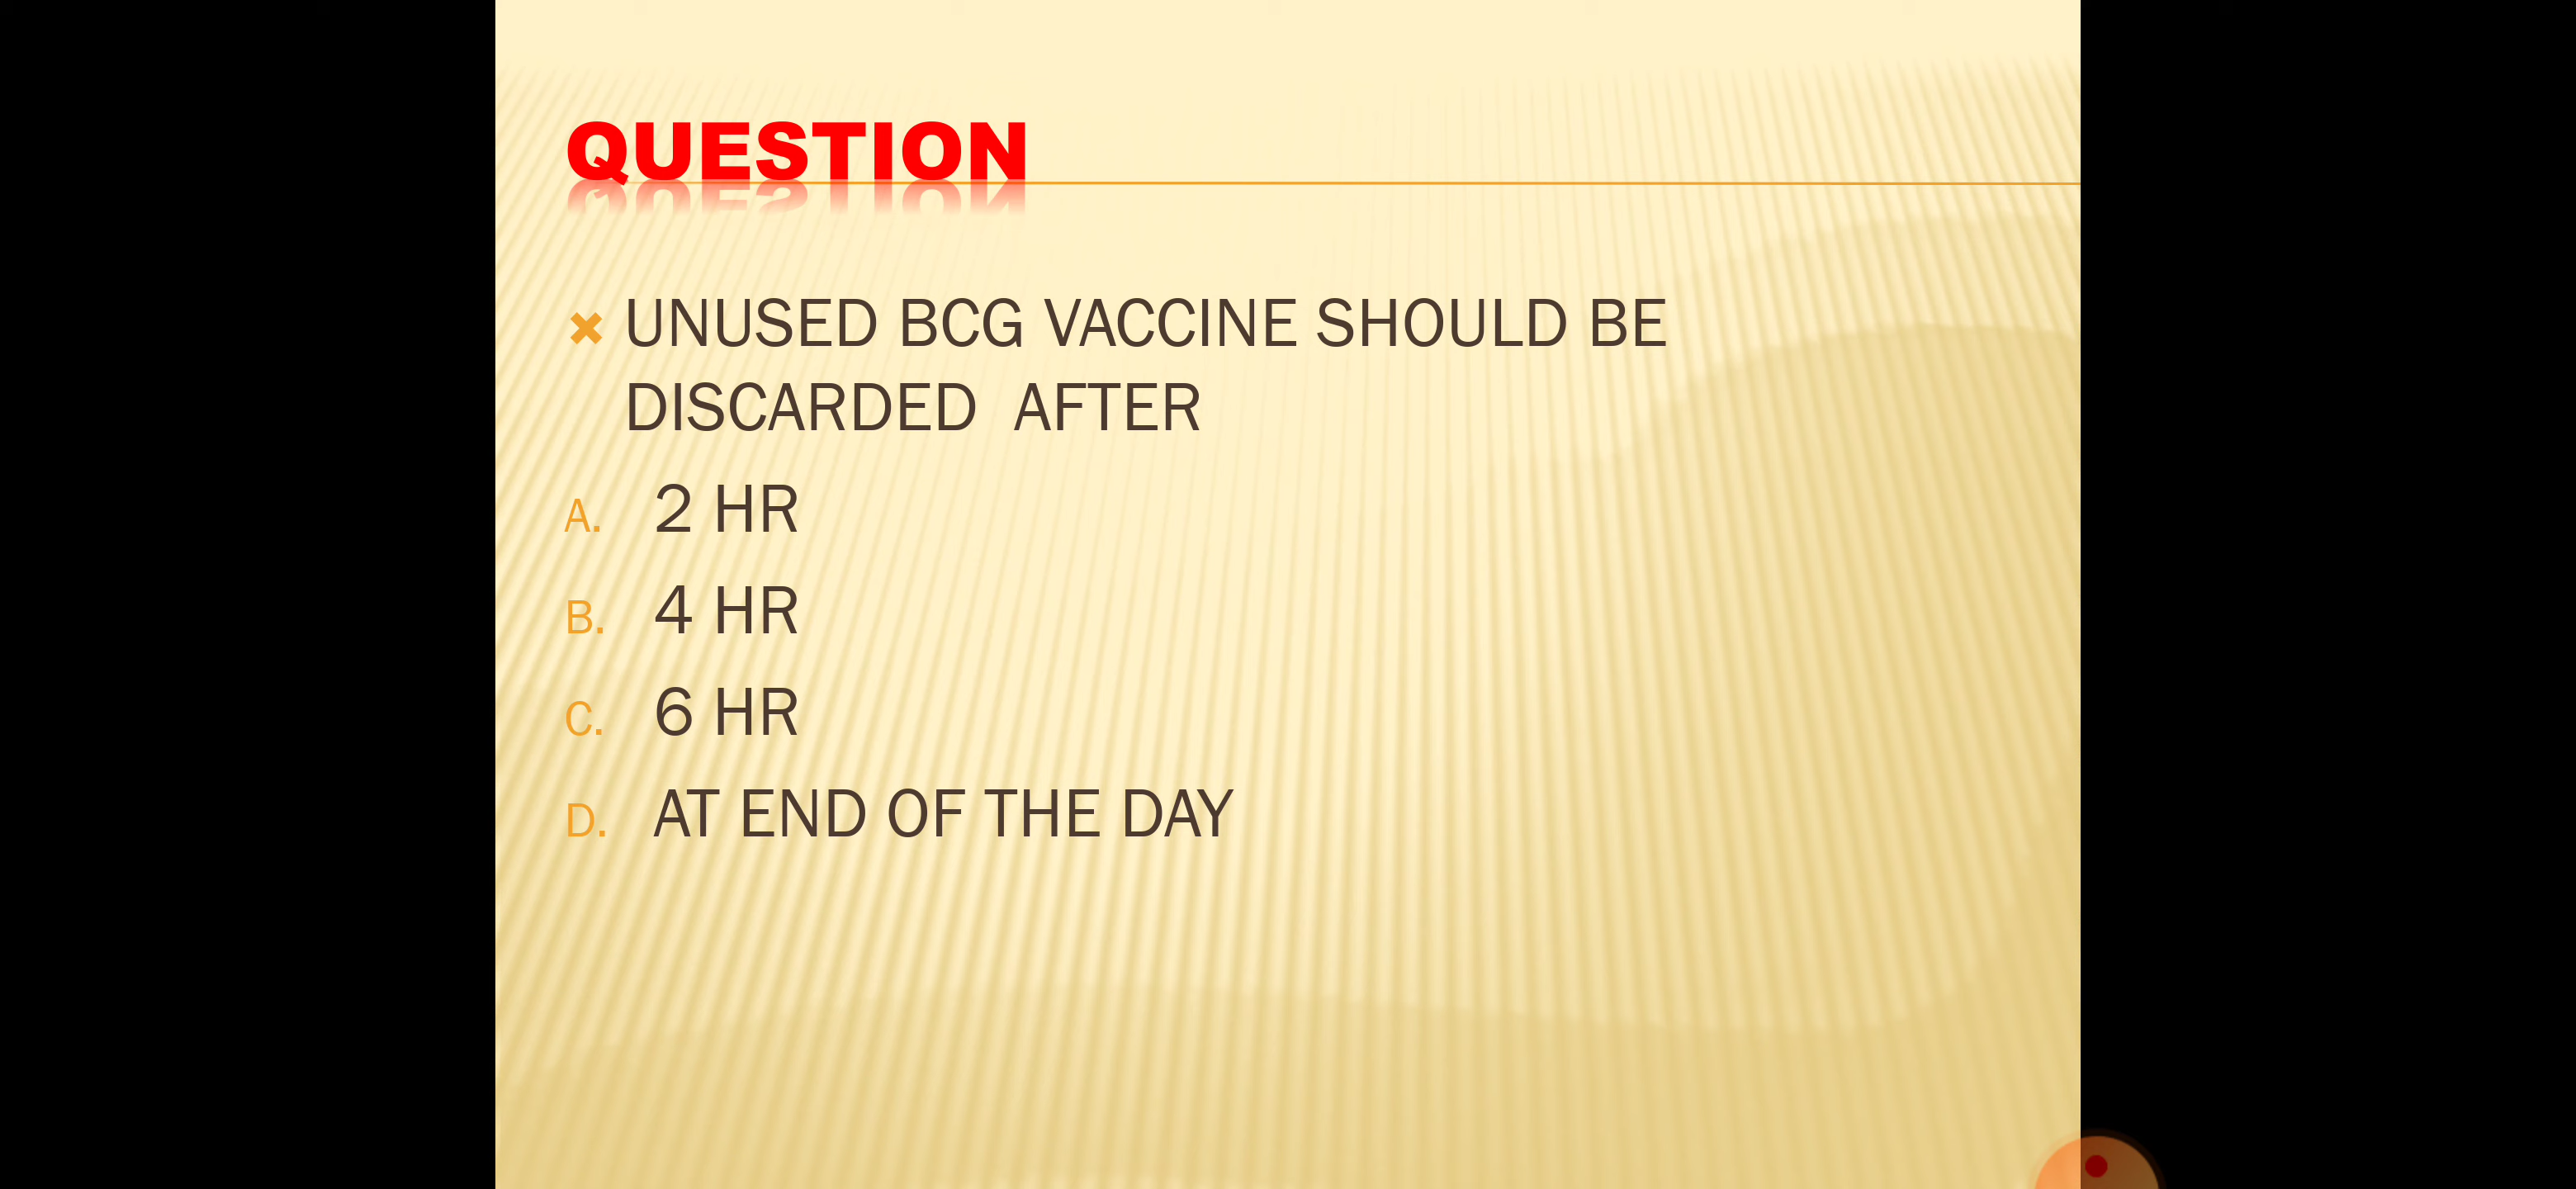 QUESTION
UNUSED BCG VACCINE SHOULD BE
DISCARDED  AFTER
A. 2 HR
B. 4 HR
C. 6 HR
D. AT END OF THE DAY